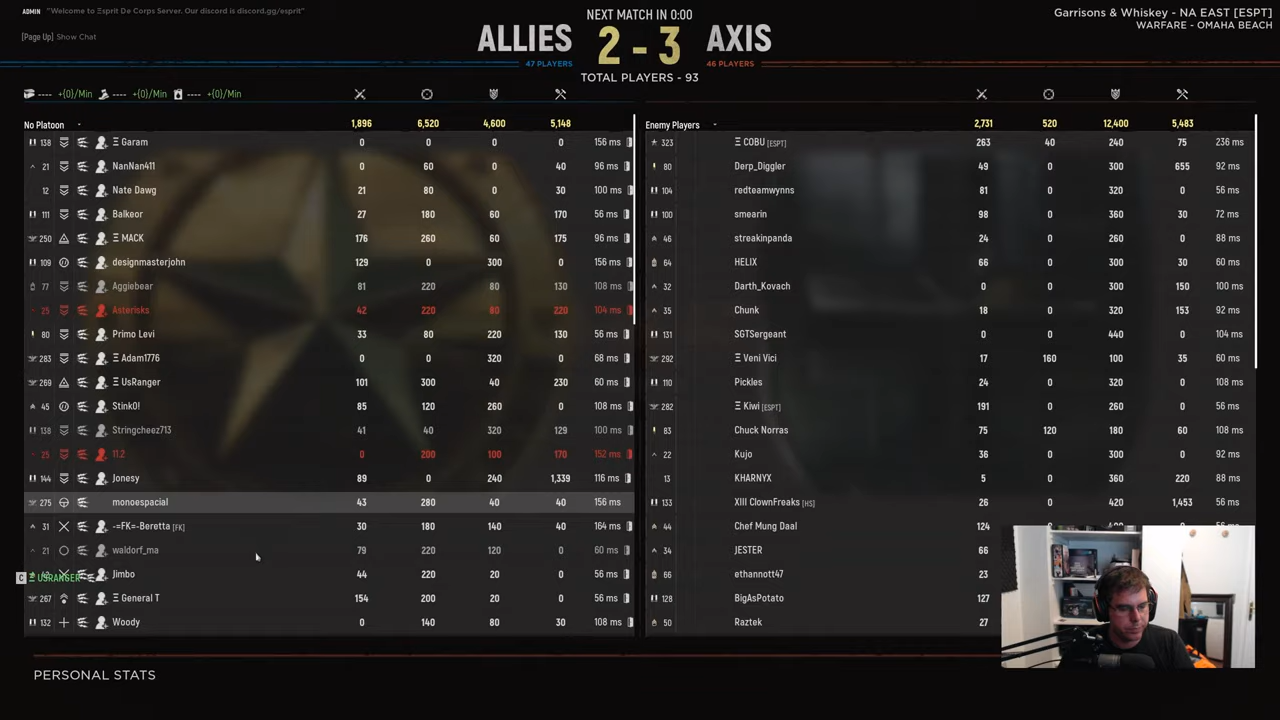 ADMIN "Welcome to Ξsprit De Corps Server. Our discord is discord.gg/esprit"
[Page Up] Show Chat
NEXT MATCH IN 0:00
ALLIES 2 - 3 AXIS
47 PLAYERS 46 PLAYERS
TOTAL PLAYERS - 93
Garrisons & Whiskey - NA EAST [ESPT]
WARFARE - OMAHA BEACH
---- +{0}/Min ---- +{0}/Min ---- +{0}/Min
No Platoon - 1,896 6,520 4,600 5,148
138 Ξ Garam 0 0 0 0 156 ms
21 NanNan411 0 60 0 40 96 ms
12 Nate Dawg 21 80 0 30 100 ms
111 Balkeor 27 180 60 170 56 ms
250 Ξ MACK 176 260 60 175 96 ms
109 designmasterjohn 129 0 300 0 156 ms
77 Aggiebear 81 220 80 130 108 ms
25 Asterisks 42 220 80 220 104 ms
80 Primo Levi 33 80 220 130 56 ms
283 Ξ Adam1776 0 0 320 0 68 ms
269 Ξ UsRanger 101 300 40 230 60 ms
45 Stink0! 85 120 260 0 108 ms
138 Stringcheez713 41 40 320 129 100 ms
25 11.2 0 200 100 170 152 ms
144 Jonesy 89 0 240 1,339 116 ms
275 monoespacial 43 280 40 40 156 ms
31 -=FK=-Beretta [FK] 30 180 140 40 164 ms
21 waldorf_ma 79 220 120 0 60 ms
Jimbo 44 220 20 0 56 ms
C Ξ USRANGER
267 Ξ General T 154 200 20 0 56 ms
132 Woody 0 140 80 30 108 ms
Enemy Players - 2,731 520 12,400 5,483
323 Ξ COBU [ESPT] 263 40 240 75 236 ms
80 Derp_Diggler 49 0 300 655 92 ms
104 redteamwynns 81 0 320 0 56 ms
100 smearin 98 0 360 30 72 ms
46 streakinpanda 24 0 260 0 88 ms
64 HELIX 66 0 300 30 60 ms
32 Darth_Kovach 0 0 300 150 100 ms
35 Chunk 18 0 320 153 92 ms
131 SGTSergeant 0 0 440 0 104 ms
292 Ξ Veni Vici 17 160 100 35 60 ms
110 Pickles 24 0 320 0 108 ms
282 Ξ Kiwi [ESPT] 191 0 260 0 56 ms
83 Chuck Norras 75 120 180 60 108 ms
22 Kujo 36 0 300 0 92 ms
13 KHARNYX 5 0 360 220 88 ms
133 XIII ClownFreaks [HS] 26 0 420 1,453 56 ms
44 Chef Mung Daal 124
34 JESTER 66
66 ethannott47 23
128 BigAsPotato 127
50 Raztek 27
PERSONAL STATS